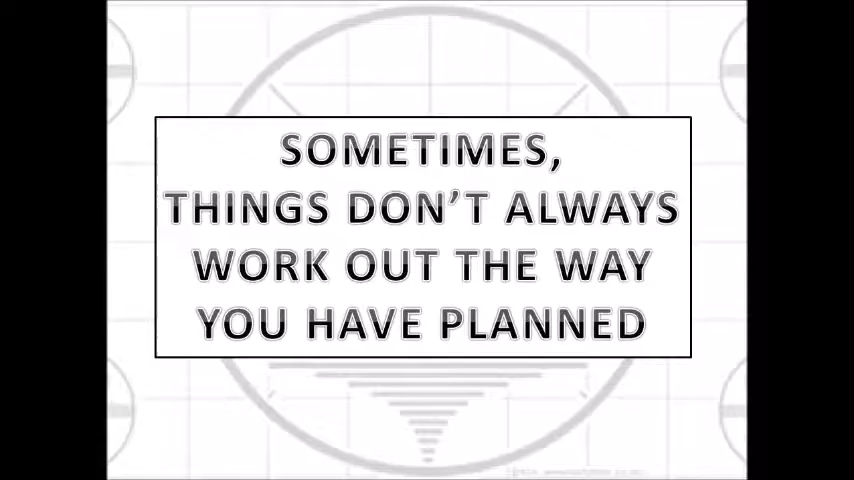 SOMETIMES,
THINGS DON’T ALWAYS
WORK OUT THE WAY
YOU HAVE PLANNED